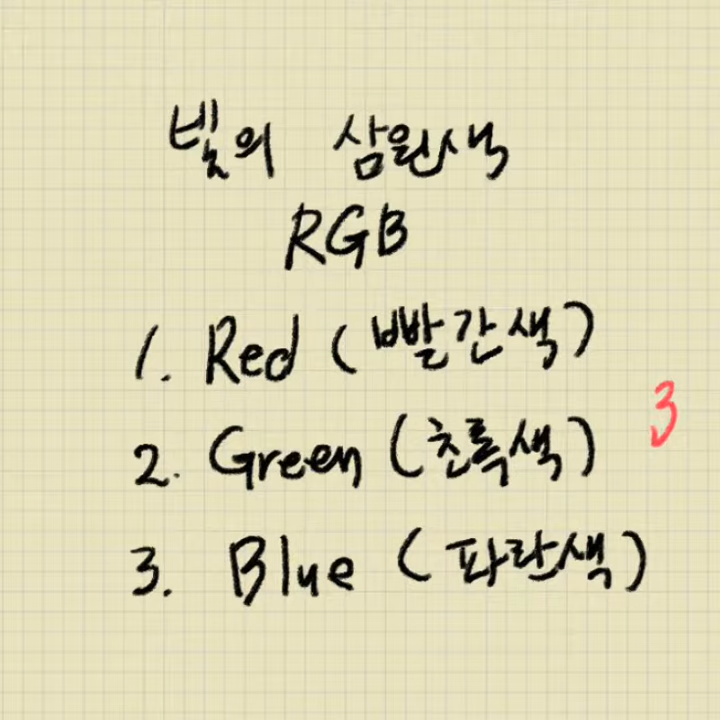 빛의 삼원색
RGB
1. Red (빨간색)
2. Green (초록색)
3
3. Blue (파란색)